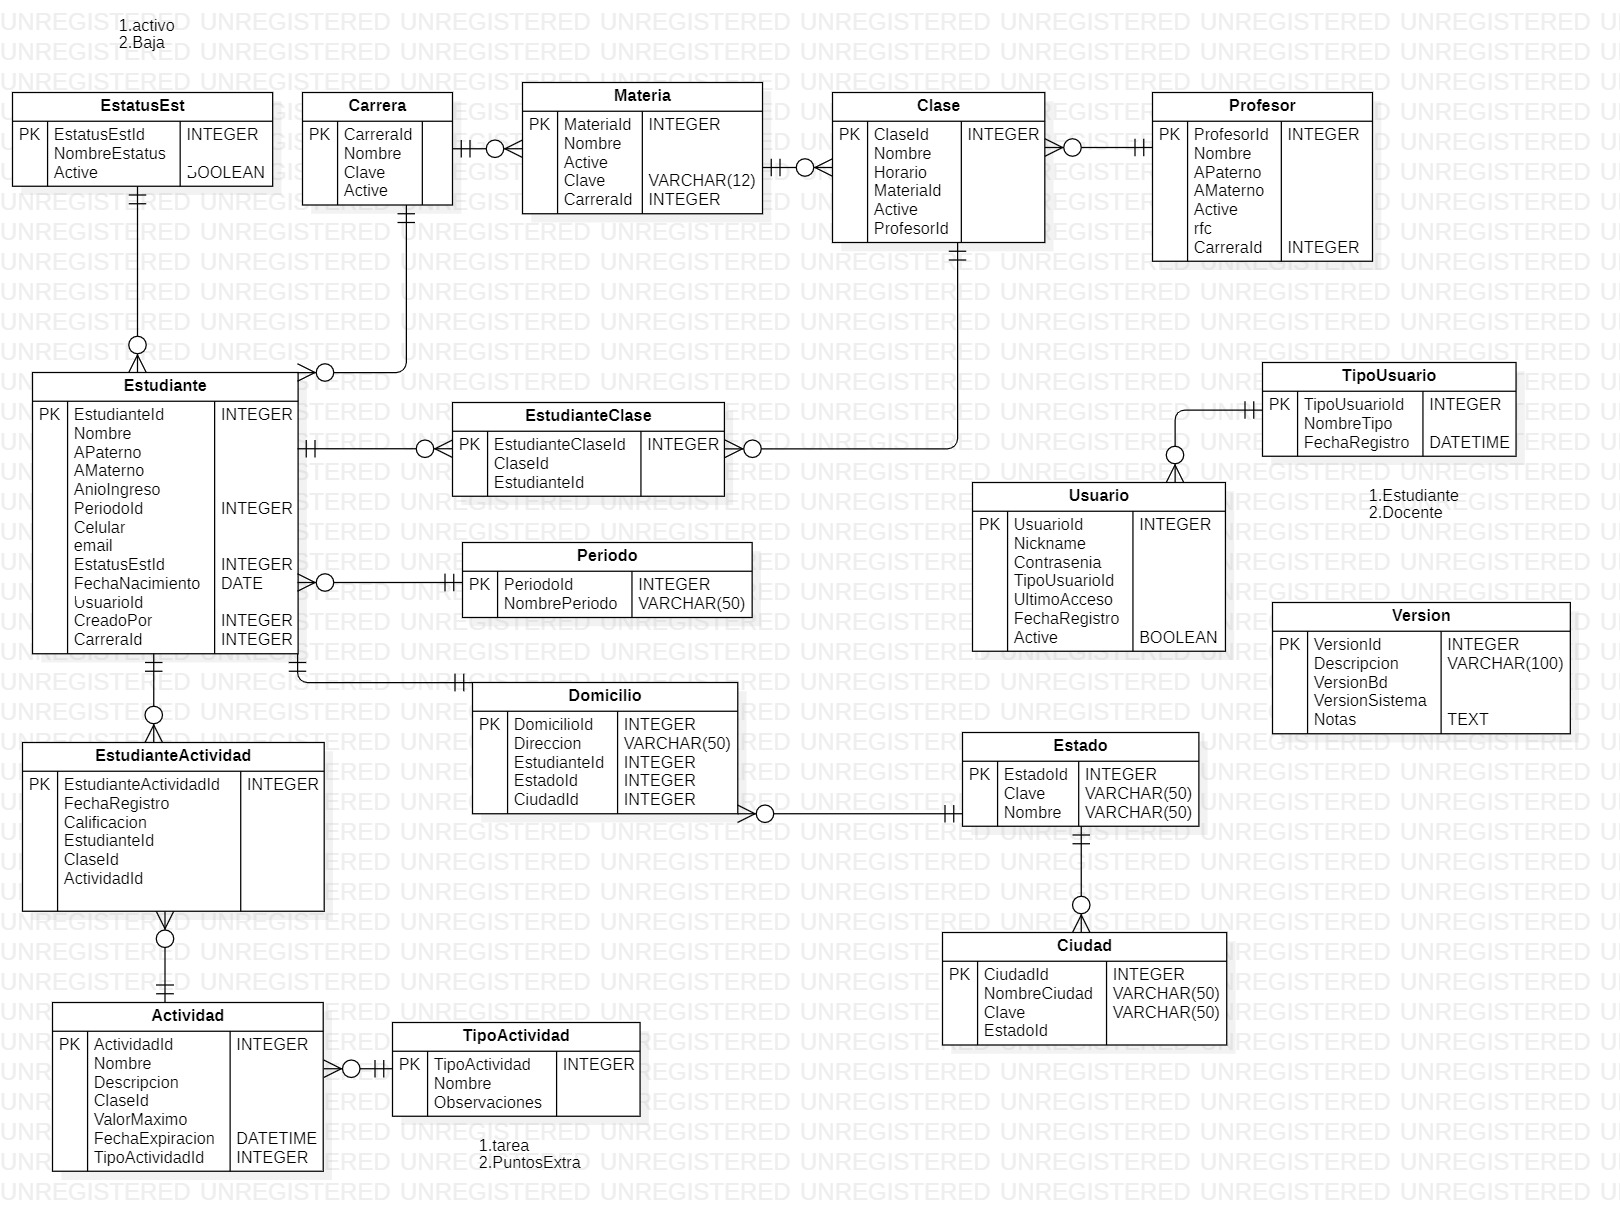 1.activo
2.Baja
EstatusEst
PK EstatusEstId INTEGER
NombreEstatus
Active BOOLEAN
Carrera
PK CarreraId
Nombre
Clave
Active
Materia
PK MateriaId INTEGER
Nombre
Active
Clave VARCHAR(12)
CarreraId INTEGER
Clase
PK ClaseId INTEGER
Nombre
Horario
MateriaId
Active
ProfesorId
Profesor
PK ProfesorId INTEGER
Nombre
APaterno
AMaterno
Active
rfc
CarreraId INTEGER
Estudiante
PK EstudianteId INTEGER
Nombre
APaterno
AMaterno
AnioIngreso
PeriodoId INTEGER
Celular
email
EstatusEstId INTEGER
FechaNacimiento DATE
UsuarioId
CreadoPor INTEGER
CarreraId INTEGER
EstudianteClase
PK EstudianteClaseId INTEGER
ClaseId
EstudianteId
TipoUsuario
PK TipoUsuarioId INTEGER
NombreTipo
FechaRegistro DATETIME
1.Estudiante
2.Docente
Usuario
PK UsuarioId INTEGER
Nickname
Contrasenia
TipoUsuarioId
UltimoAcceso
FechaRegistro
Active BOOLEAN
Periodo
PK PeriodoId INTEGER
NombrePeriodo VARCHAR(50)
Version
PK VersionId INTEGER
Descripcion VARCHAR(100)
VersionBd
VersionSistema
Notas TEXT
Domicilio
PK DomicilioId INTEGER
Direccion VARCHAR(50)
EstudianteId INTEGER
EstadoId INTEGER
CiudadId INTEGER
Estado
PK EstadoId INTEGER
Clave VARCHAR(50)
Nombre VARCHAR(50)
EstudianteActividad
PK EstudianteActividadId INTEGER
FechaRegistro
Calificacion
EstudianteId
ClaseId
ActividadId
Ciudad
PK CiudadId INTEGER
NombreCiudad VARCHAR(50)
Clave VARCHAR(50)
EstadoId
Actividad
PK ActividadId INTEGER
Nombre
Descripcion
ClaseId
ValorMaximo
FechaExpiracion DATETIME
TipoActividadId INTEGER
TipoActividad
PK TipoActividad INTEGER
Nombre
Observaciones
1.tarea
2.PuntosExtra
UNREGISTERED